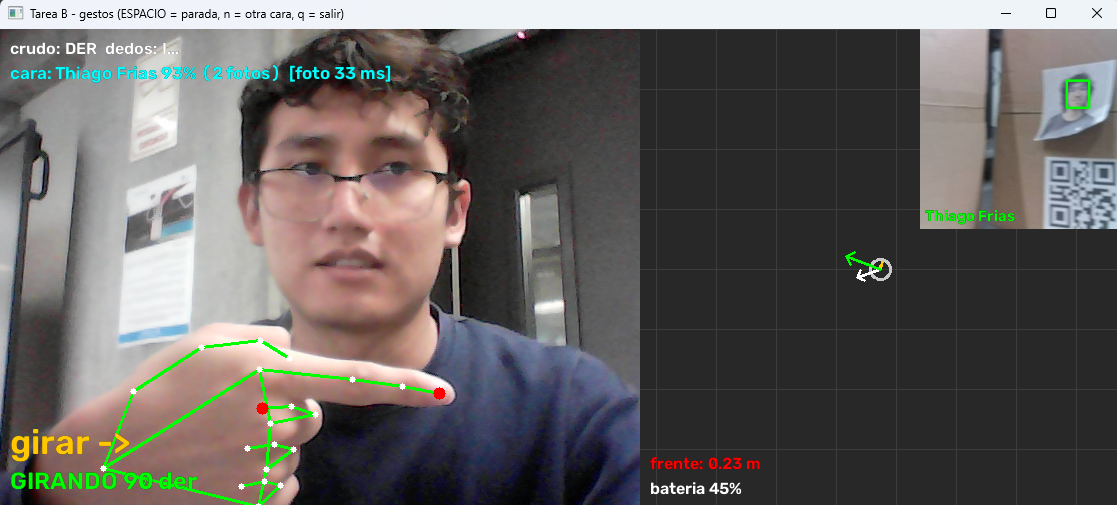 Tarea B - gestos (ESPACIO = parada, n = otra cara, q = salir)
crudo: DER dedos: I...
cara: Thiago Frias 93% (2 fotos) [foto 33 ms]
Thiago Frias
girar ->
GIRANDO 90 der
frente: 0.23 m
bateria 45%